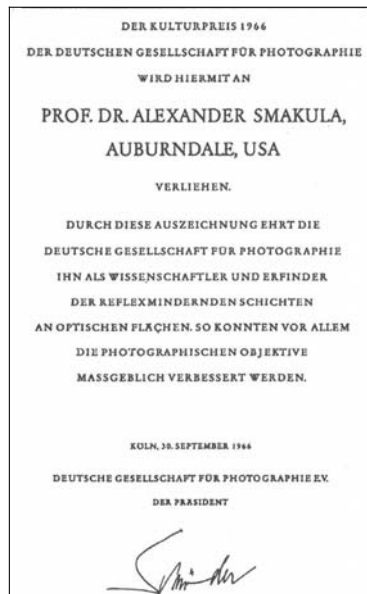 DER KULTURPREIS 1966
DER DEUTSCHEN GESELLSCHAFT FÜR PHOTOGRAPHIE
WIRD HIERMIT AN
PROF. DR. ALEXANDER SMAKULA,
AUBURNDALE, USA
VERLIEHEN.
DURCH DIESE AUSZEICHNUNG EHRT DIE
DEUTSCHE GESELLSCHAFT FÜR PHOTOGRAPHIE
IHN ALS WISSENSCHAFTLER UND ERFINDER
DER REFLEXMINDERNDEN SCHICHTEN
AN OPTISCHEN FLÄCHEN. SO KONNTEN VOR ALLEM
DIE PHOTOGRAPHISCHEN OBJEKTIVE
MASSGEBLICH VERBESSERT WERDEN.
KÖLN, 30. SEPTEMBER 1966
DEUTSCHE GESELLSCHAFT FÜR PHOTOGRAPHIE E.V.
DER PRÄSIDENT